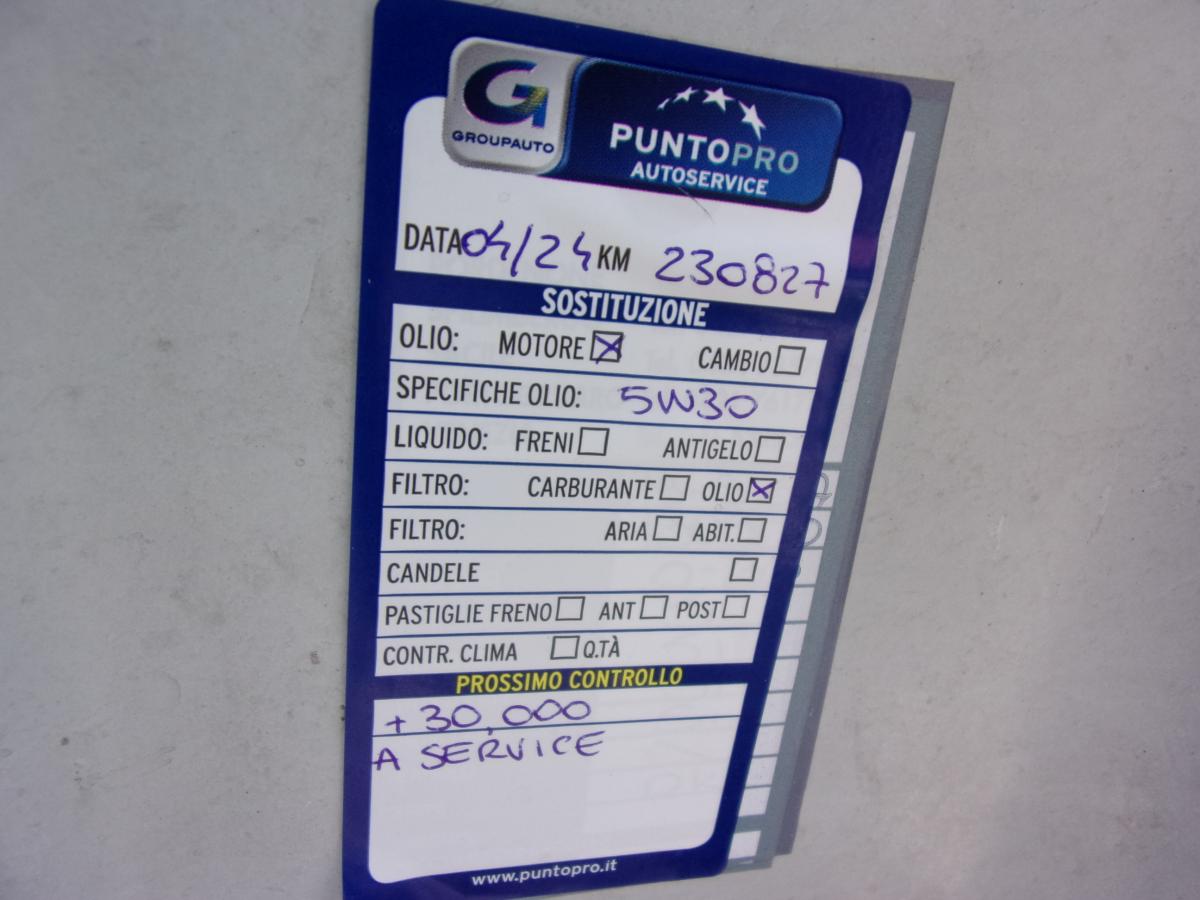 GROUPAUTO
PUNTOPRO
AUTOSERVICE
DATA 04/24 KM 230827
SOSTITUZIONE
OLIO: MOTORE CAMBIO
SPECIFICHE OLIO: 5W30
LIQUIDO: FRENI ANTIGELO
FILTRO: CARBURANTE OLIO
FILTRO: ARIA ABIT.
CANDELE
PASTIGLIE FRENO ANT POST
CONTR. CLIMA Q.TÀ
PROSSIMO CONTROLLO
+ 30,000
A SERVICE
www.puntopro.it